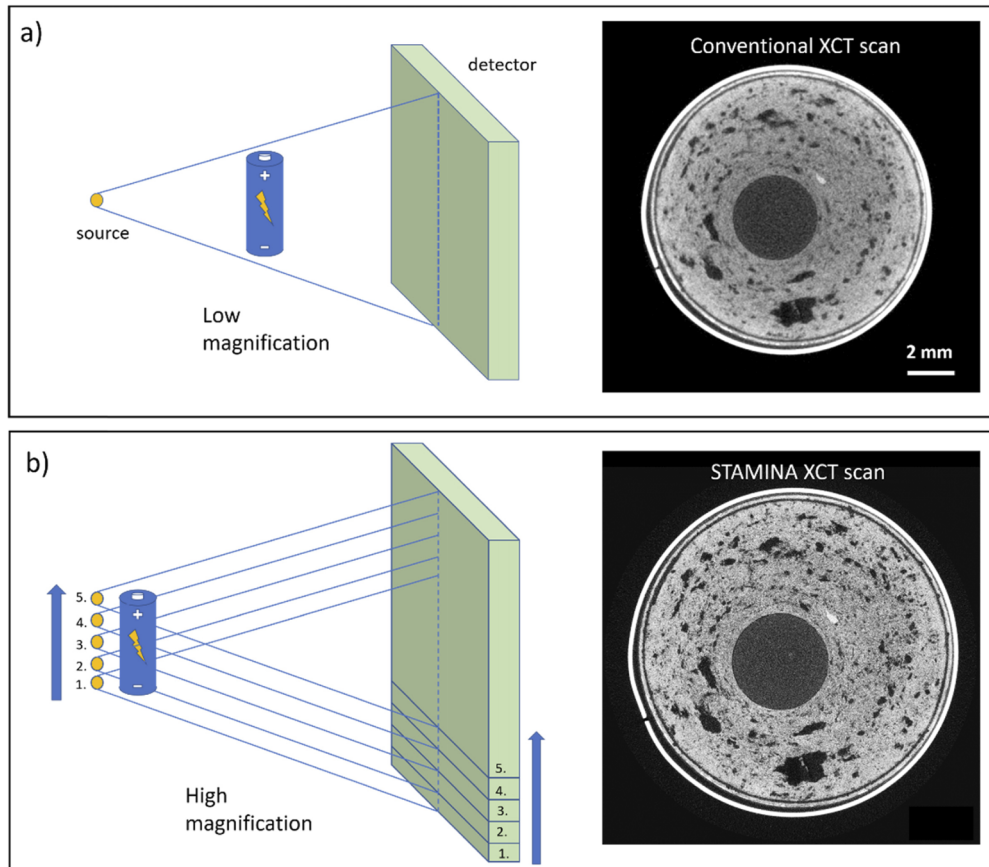 a)
detector
source
+
−
Low
magnification
Conventional XCT scan
2 mm
b)
5.
4.
3.
2.
1.
+
−
High
magnification
5.
4.
3.
2.
1.
STAMINA XCT scan